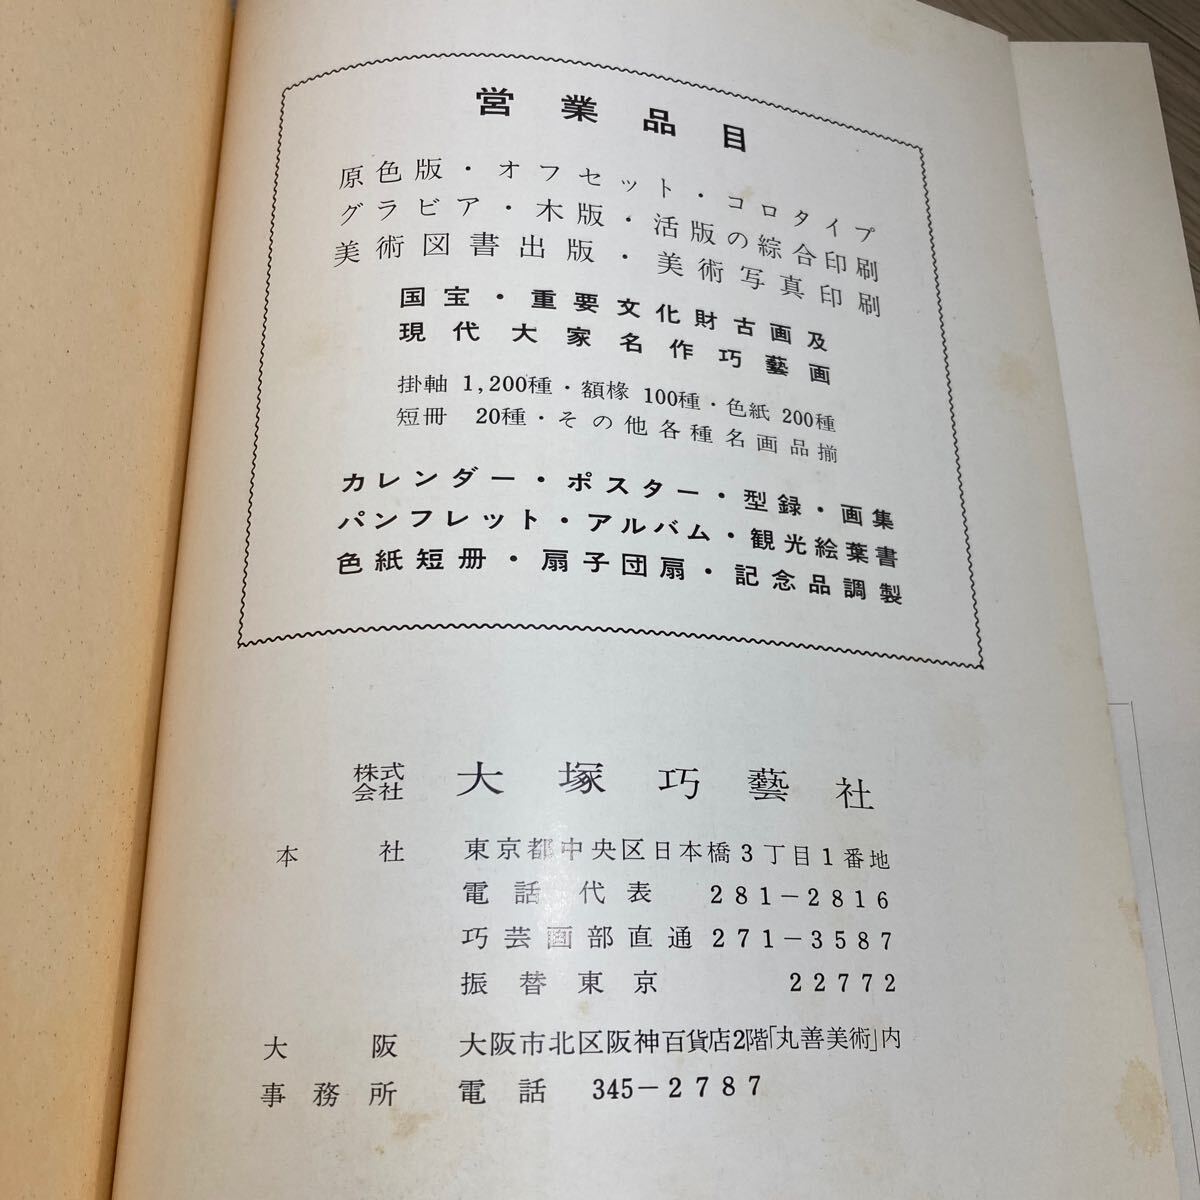 営業品目
原色版・オフセット・コロタイプ
グラビア・木版・活版の綜合印刷
美術図書出版・美術写真印刷
国宝・重要文化財古画及
現代大家名作巧藝画
掛軸 1,200種・額椽 100種・色紙 200種
短冊 20種・その他各種名画品揃
カレンダー・ポスター・型録・画集
パンフレット・アルバム・観光絵葉書
色紙短冊・扇子団扇・記念品調製
株式会社 大塚巧藝社
本社 東京都中央区日本橋3丁目1番地
電話代表 281-2816
巧芸画部直通 271-3587
振替東京 22772
大阪 大阪市北区阪神百貨店2階「丸善美術」内
事務所 電話 345-2787